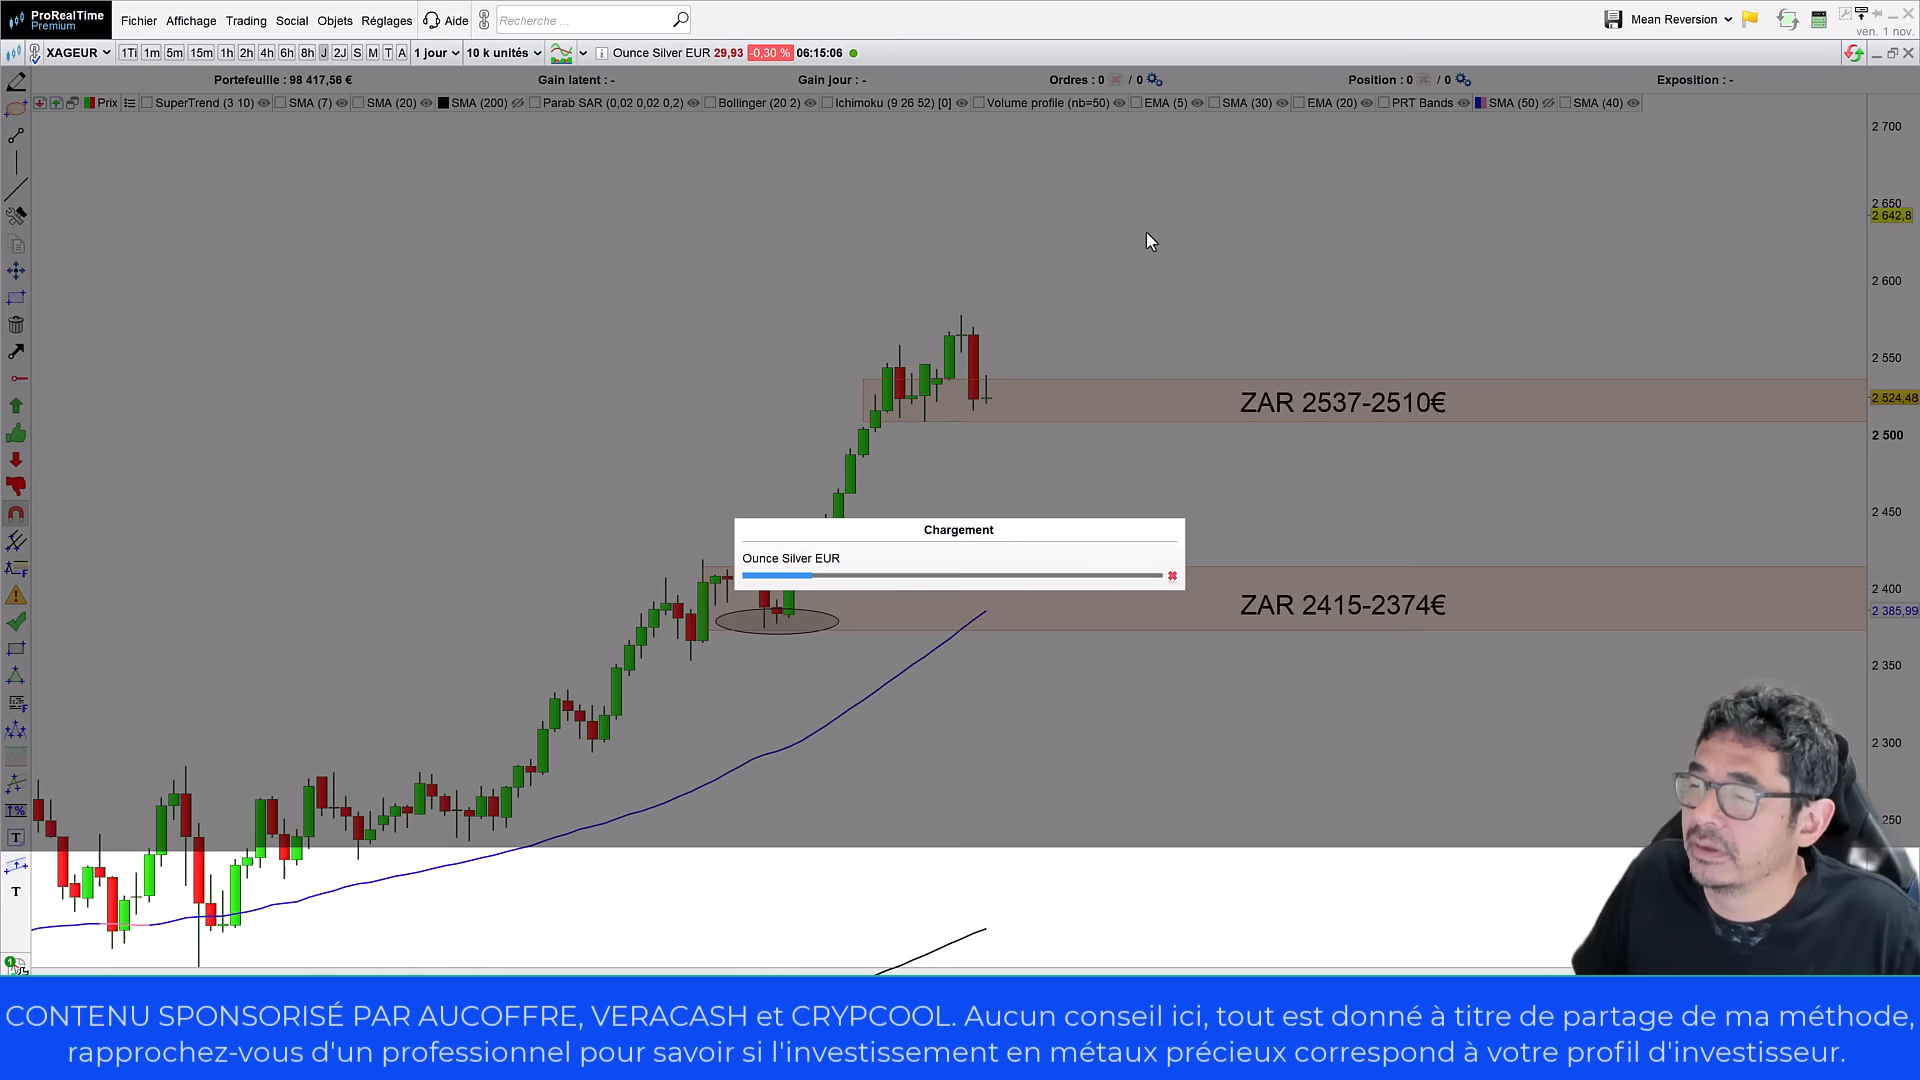 ProRealTime
Premium
Fichier Affichage Trading Social Objets Réglages Aide Recherche ... Mean Reversion
ven. 1 nov.
XAGEUR 1Ti 1m 5m 15m 1h 2h 4h 6h 8h J 2J S M T A 1 jour 10 k unités Ounce Silver EUR 29,93 -0,30 % 06:15:06
Portefeuille : 98 417,56 € Gain latent : - Gain jour : - Ordres : 0 / 0 Position : 0 / 0 Exposition : -
Prix SuperTrend (3 10) SMA (7) SMA (20) SMA (200) Parab SAR (0,02 0,02 0,2) Bollinger (20 2) Ichimoku (9 26 52) [0] Volume profile (nb=50) EMA (5) SMA (30) EMA (20) PRT Bands SMA (50) SMA (40)
2 700
2 650
2 642,8
2 600
2 550
2 524,48
ZAR 2537-2510€
2 500
2 450
Chargement
Ounce Silver EUR
2 400
ZAR 2415-2374€
2 385,99
2 350
2 300
250
CONTENU SPONSORISÉ PAR AUCOFFRE, VERACASH et CRYPCOOL. Aucun conseil ici, tout est donné à titre de partage de ma méthode,
rapprochez-vous d'un professionnel pour savoir si l'investissement en métaux précieux correspond à votre profil d'investisseur.